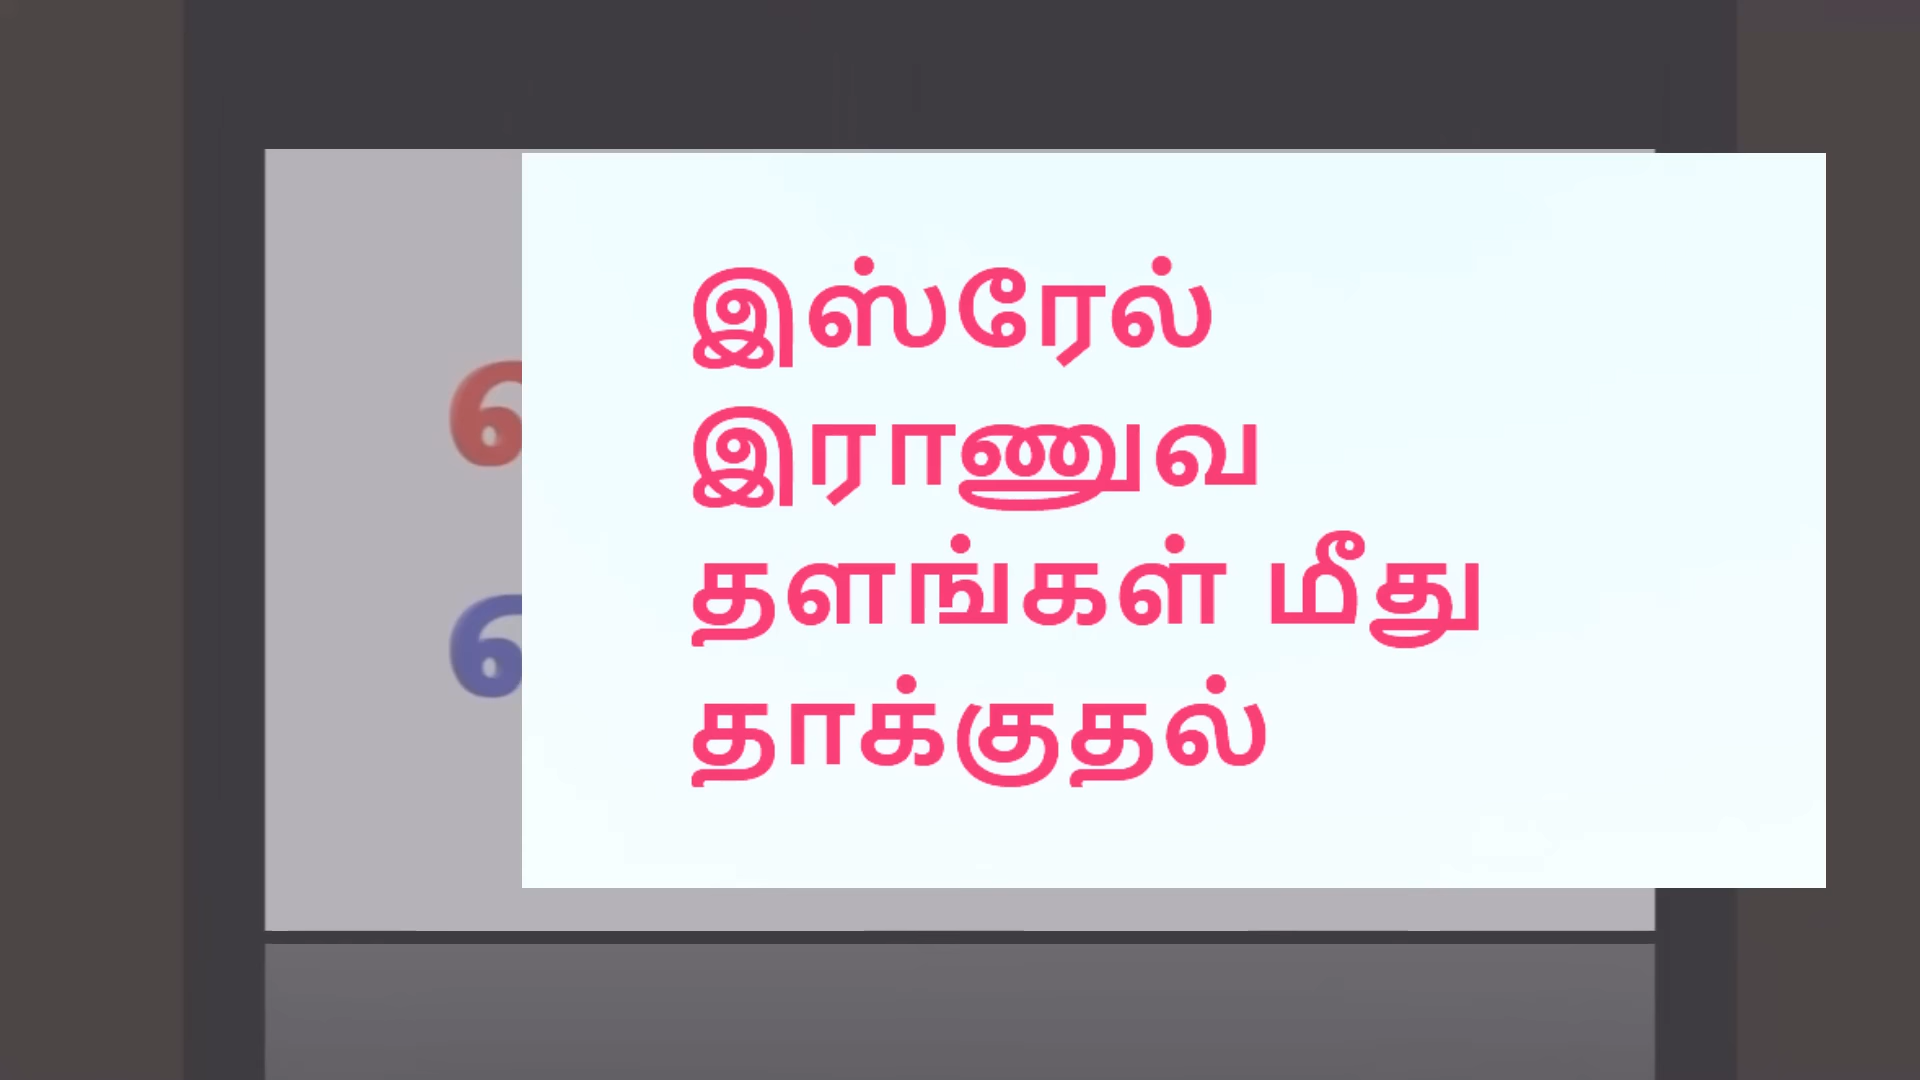 இஸ்ரேல்
இராணுவ
தளங்கள் மீது
தாக்குதல்